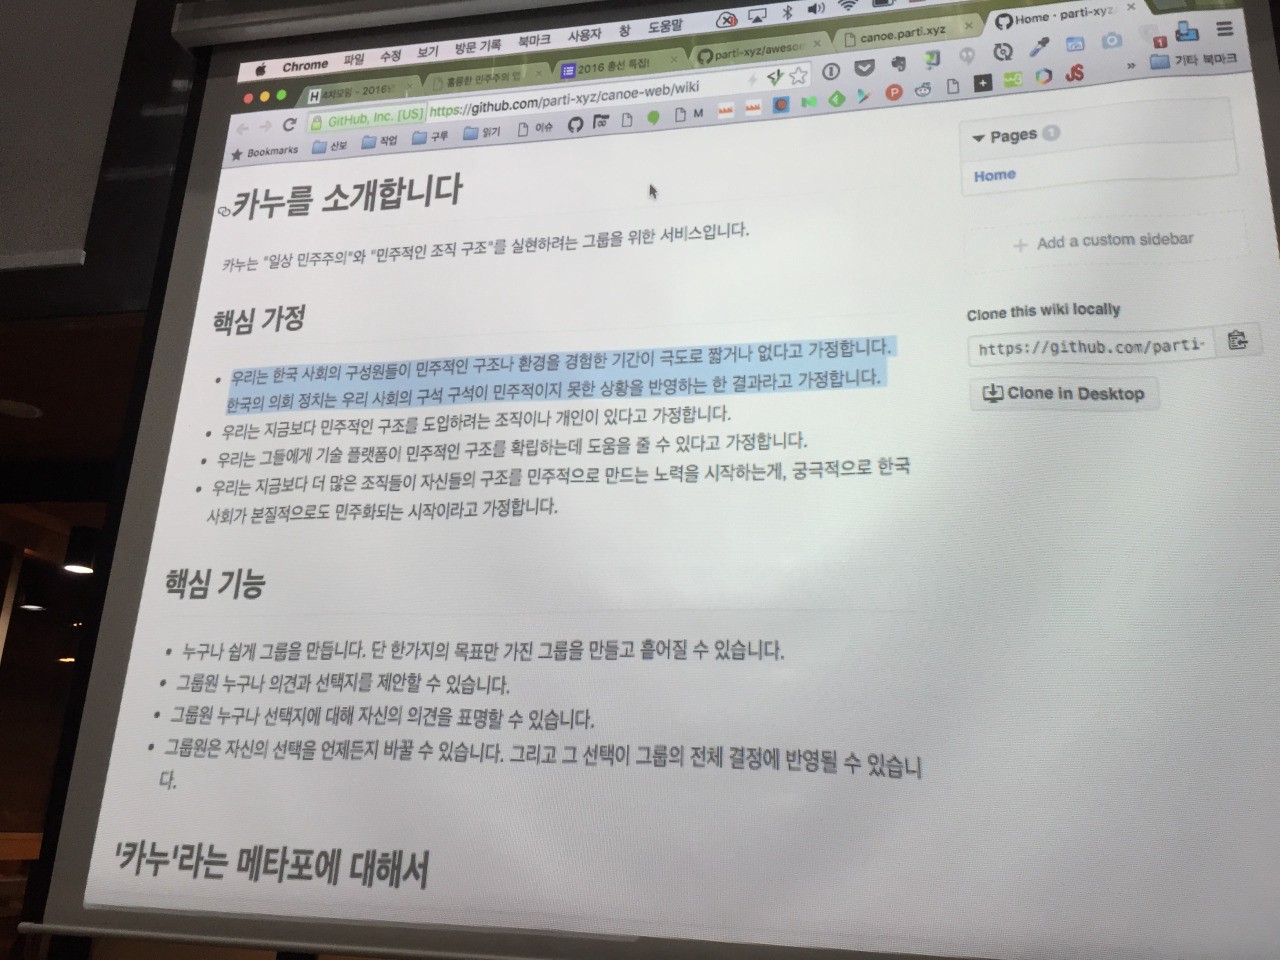 Chrome 파일 수정 보기 방문 기록 북마크 사용자 창 도움말
4차모임 - 2016년
훌륭한 민주주의 앱
2016 총선 특집!
parti-xyz/aweson
canoe.parti.xyz
Home · parti-xyz
GitHub, Inc. [US] https://github.com/parti-xyz/canoe-web/wiki
Bookmarks 산보 작업 구루 읽기 이슈 M 기타 북마크
카누를 소개합니다
카누는 "일상 민주주의"와 "민주적인 조직 구조"를 실현하려는 그룹을 위한 서비스입니다.
핵심 가정
• 우리는 한국 사회의 구성원들이 민주적인 구조나 환경을 경험한 기간이 극도로 짧거나 없다고 가정합니다.
한국의 의회 정치는 우리 사회의 구석 구석이 민주적이지 못한 상황을 반영하는 한 결과라고 가정합니다.
• 우리는 지금보다 민주적인 구조를 도입하려는 조직이나 개인이 있다고 가정합니다.
• 우리는 그들에게 기술 플랫폼이 민주적인 구조를 확립하는데 도움을 줄 수 있다고 가정합니다.
• 우리는 지금보다 더 많은 조직들이 자신들의 구조를 민주적으로 만드는 노력을 시작하는게, 궁극적으로 한국
사회가 본질적으로도 민주화되는 시작이라고 가정합니다.
핵심 기능
• 누구나 쉽게 그룹을 만듭니다. 단 한가지의 목표만 가진 그룹을 만들고 흩어질 수 있습니다.
• 그룹원 누구나 의견과 선택지를 제안할 수 있습니다.
• 그룹원 누구나 선택지에 대해 자신의 의견을 표명할 수 있습니다.
• 그룹원은 자신의 선택을 언제든지 바꿀 수 있습니다. 그리고 그 선택이 그룹의 전체 결정에 반영될 수 있습니
다.
'카누'라는 메타포에 대해서
Pages 1
Home
Add a custom sidebar
Clone this wiki locally
https://github.com/parti-
Clone in Desktop